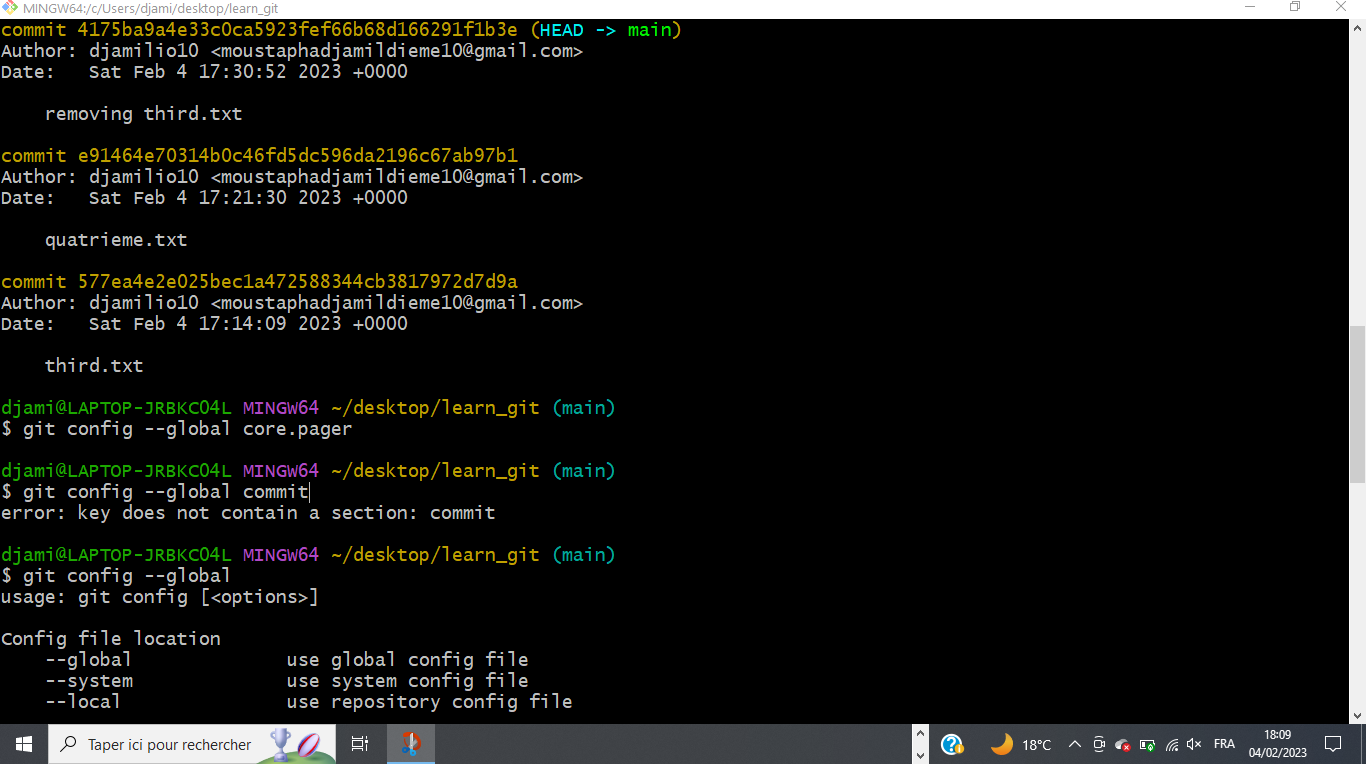 MINGW64:/c/Users/djami/desktop/learn_git
commit 4175ba9a4e33c0ca5923fef66b68d166291f1b3e (HEAD -> main)
Author: djamilio10 <moustaphadjamildieme10@gmail.com>
Date:   Sat Feb 4 17:30:52 2023 +0000
    removing third.txt
commit e91464e70314b0c46fd5dc596da2196c67ab97b1
Author: djamilio10 <moustaphadjamildieme10@gmail.com>
Date:   Sat Feb 4 17:21:30 2023 +0000
    quatrieme.txt
commit 577ea4e2e025bec1a472588344cb3817972d7d9a
Author: djamilio10 <moustaphadjamildieme10@gmail.com>
Date:   Sat Feb 4 17:14:09 2023 +0000
    third.txt
djami@LAPTOP-JRBKC04L MINGW64 ~/desktop/learn_git (main)
$ git config --global core.pager
djami@LAPTOP-JRBKC04L MINGW64 ~/desktop/learn_git (main)
$ git config --global commit
error: key does not contain a section: commit
djami@LAPTOP-JRBKC04L MINGW64 ~/desktop/learn_git (main)
$ git config --global
usage: git config [<options>]
Config file location
    --global              use global config file
    --system              use system config file
    --local               use repository config file
Taper ici pour rechercher
18°C
FRA
18:09
04/02/2023